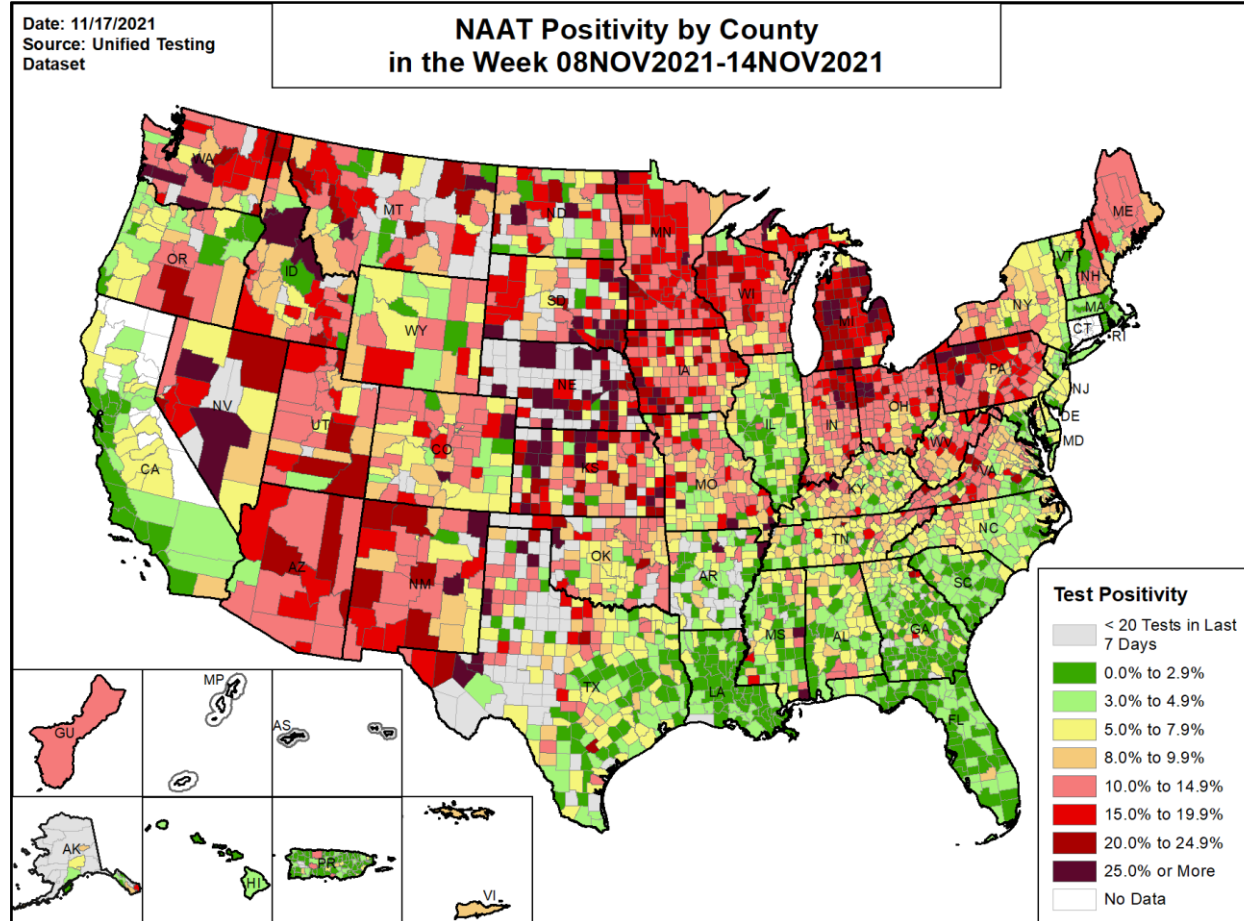 Date: 11/17/2021
Source: Unified Testing
Dataset
NAAT Positivity by County
in the Week 08NOV2021-14NOV2021
WA
MT
ND
MN
ME
OR
ID
SD
WI
MI
VT
NH
NY
MA
CT
RI
WY
NE
IA
PA
NJ
NV
UT
CO
IL
IN
OH
DE
MD
CA
KS
MO
WV
VA
KY
AZ
NM
OK
AR
TN
NC
SC
TX
LA
MS
AL
GA
FL
GU
MP
AS
AK
HI
PR
VI
Test Positivity
< 20 Tests in Last
7 Days
0.0% to 2.9%
3.0% to 4.9%
5.0% to 7.9%
8.0% to 9.9%
10.0% to 14.9%
15.0% to 19.9%
20.0% to 24.9%
25.0% or More
No Data